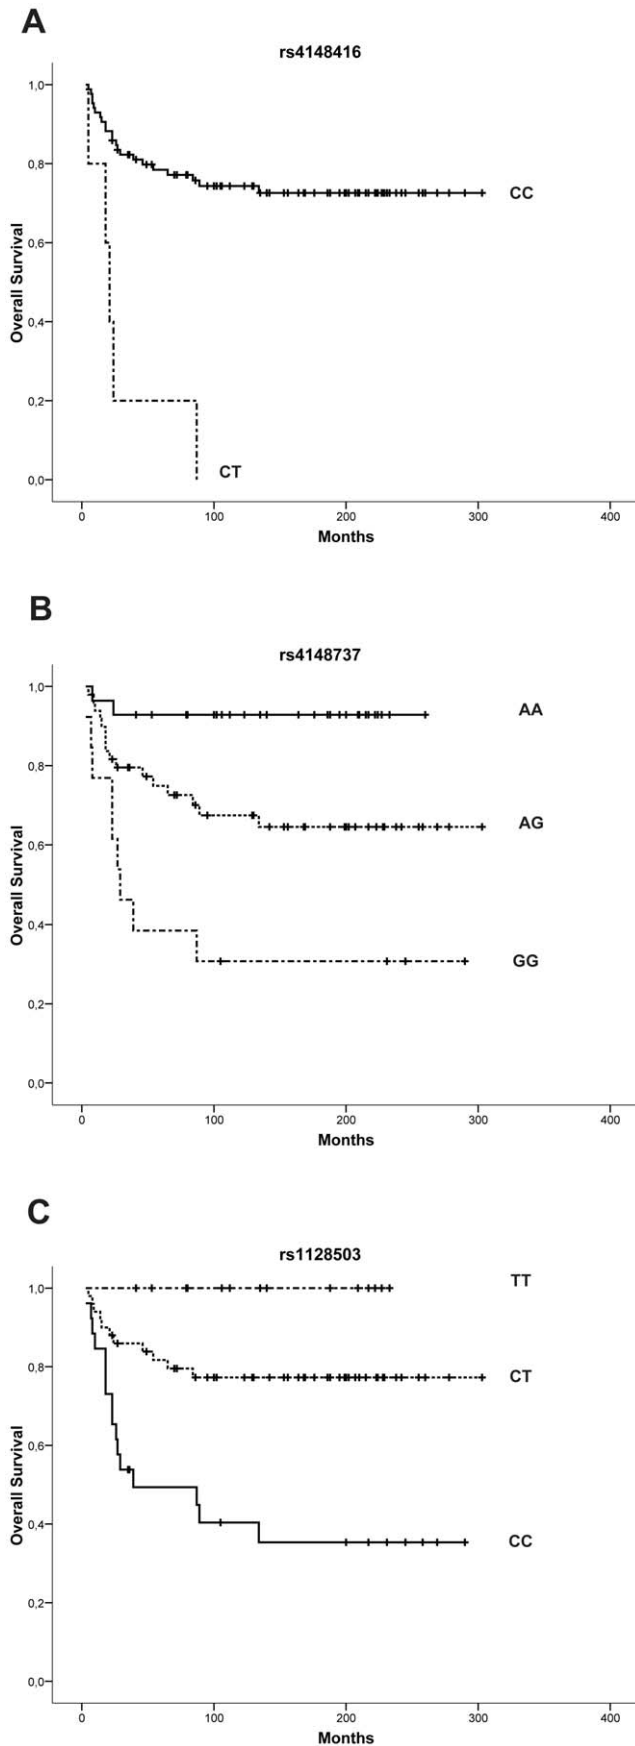 A
rs4148416
1,0
0,8
0,6
0,4
0,2
0,0
Overall Survival
CC
CT
0 100 200 300 400
Months
B
rs4148737
1,0
0,8
0,6
0,4
0,2
0,0
Overall Survival
AA
AG
GG
0 100 200 300 400
Months
C
rs1128503
1,0
0,8
0,6
0,4
0,2
0,0
Overall Survival
TT
CT
CC
0 100 200 300 400
Months